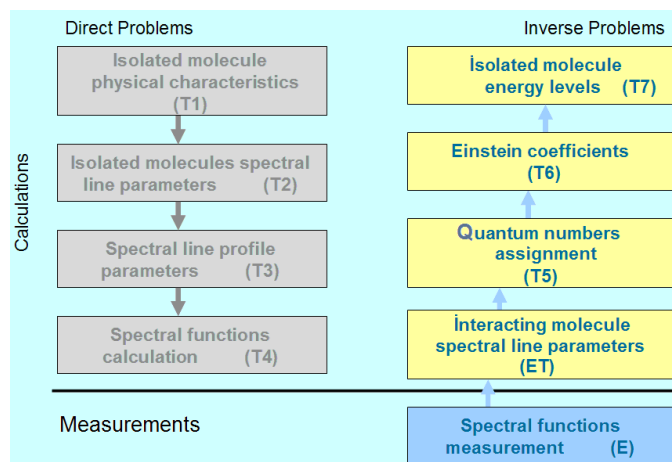 Direct Problems
Inverse Problems
Calculations
Isolated molecule
physical characteristics
(T1)
Isolated molecules spectral
line parameters (T2)
Spectral line profile
parameters (T3)
Spectral functions
calculation (T4)
İsolated molecule
energy levels (T7)
Einstein coefficients
(T6)
Quantum numbers
assignment
(T5)
İnteracting molecule
spectral line parameters
(ET)
Measurements
Spectral functions
measurement (E)